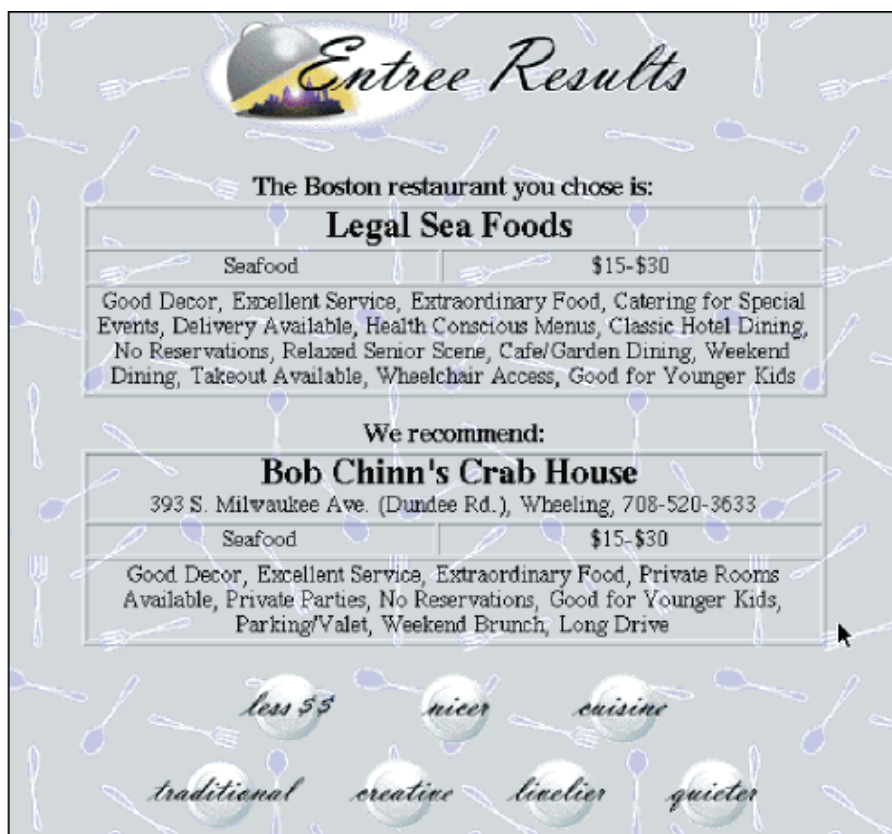 Entree Results
The Boston restaurant you chose is:
Legal Sea Foods
Seafood $15-$30
Good Decor, Excellent Service, Extraordinary Food, Catering for Special
Events, Delivery Available, Health Conscious Menus, Classic Hotel Dining,
No Reservations, Relaxed Senior Scene, Cafe/Garden Dining, Weekend
Dining, Takeout Available, Wheelchair Access, Good for Younger Kids
We recommend:
Bob Chinn's Crab House
393 S. Milwaukee Ave. (Dundee Rd.), Wheeling, 708-520-3633
Seafood $15-$30
Good Decor, Excellent Service, Extraordinary Food, Private Rooms
Available, Private Parties, No Reservations, Good for Younger Kids,
Parking/Valet, Weekend Brunch, Long Drive
less $$ nicer cuisine
traditional creative livelier quieter